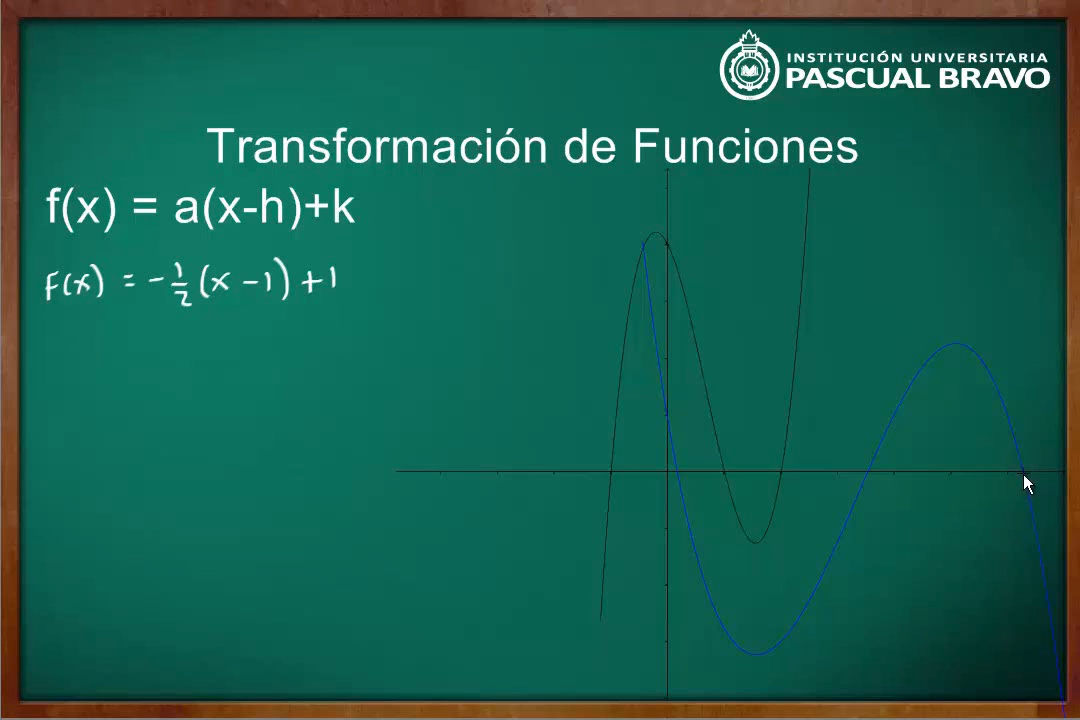 INSTITUCIÓN UNIVERSITARIA
PASCUAL BRAVO
Transformación de Funciones
f(x) = a(x-h)+k
F(x) = -1/2 (x - 1) + 1